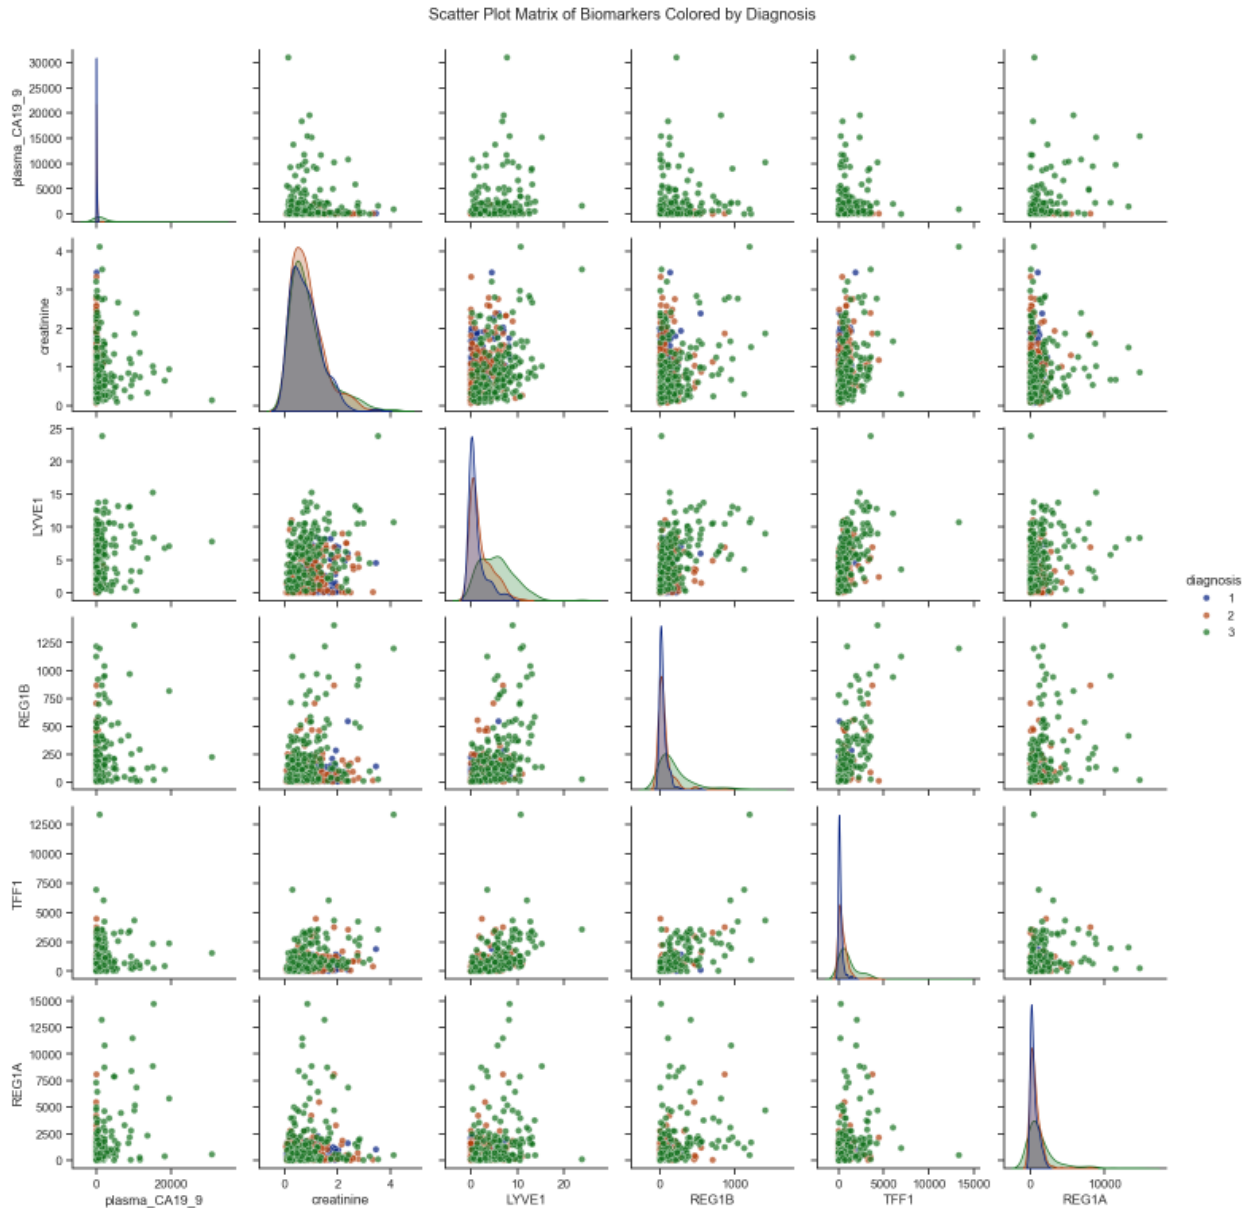 Scatter Plot Matrix of Biomarkers Colored by Diagnosis
30000
25000
20000
15000
10000
5000
0
plasma_CA19_9
4
3
2
1
0
creatinine
25
20
15
10
5
0
LYVE1
diagnosis
1
2
3
1250
1000
750
500
250
0
REG1B
12500
10000
7500
5000
2500
0
TFF1
15000
12500
10000
7500
5000
2500
0
REG1A
0 20000
0 2 4
0 10 20
0 1000
0 5000 10000 15000
0 10000
plasma_CA19_9
creatinine
LYVE1
REG1B
TFF1
REG1A